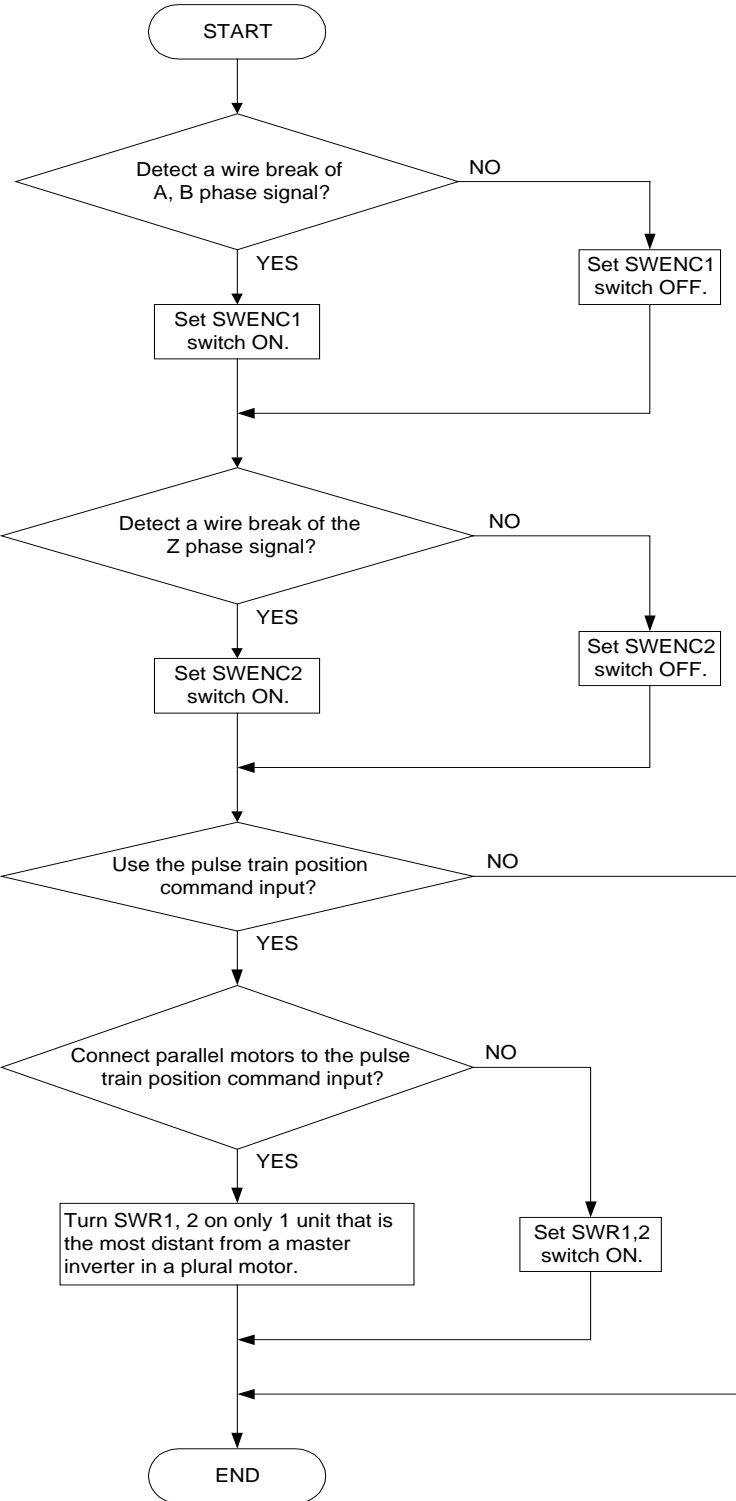 START
Detect a wire break of
A, B phase signal?
NO
YES
Set SWENC1
switch OFF.
Set SWENC1
switch ON.
Detect a wire break of the
Z phase signal?
NO
YES
Set SWENC2
switch OFF.
Set SWENC2
switch ON.
Use the pulse train position
command input?
NO
YES
Connect parallel motors to the pulse
train position command input?
NO
YES
Turn SWR1, 2 on only 1 unit that is
the most distant from a master
inverter in a plural motor.
Set SWR1,2
switch ON.
END